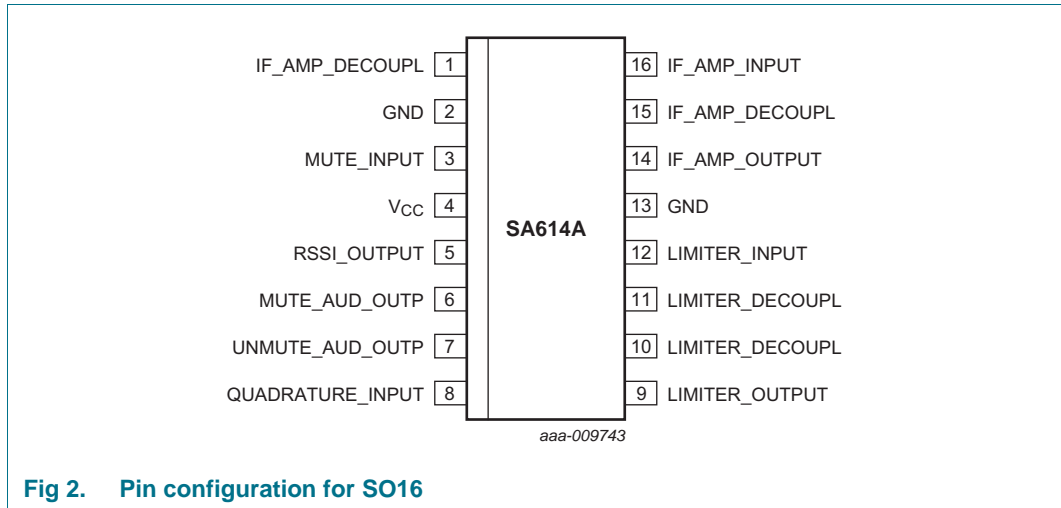 IF_AMP_DECOUPL 1
16 IF_AMP_INPUT
GND 2
15 IF_AMP_DECOUPL
MUTE_INPUT 3
14 IF_AMP_OUTPUT
VCC 4
13 GND
SA614A
RSSI_OUTPUT 5
12 LIMITER_INPUT
MUTE_AUD_OUTP 6
11 LIMITER_DECOUPL
UNMUTE_AUD_OUTP 7
10 LIMITER_DECOUPL
QUADRATURE_INPUT 8
9 LIMITER_OUTPUT
aaa-009743
Fig 2. Pin configuration for SO16